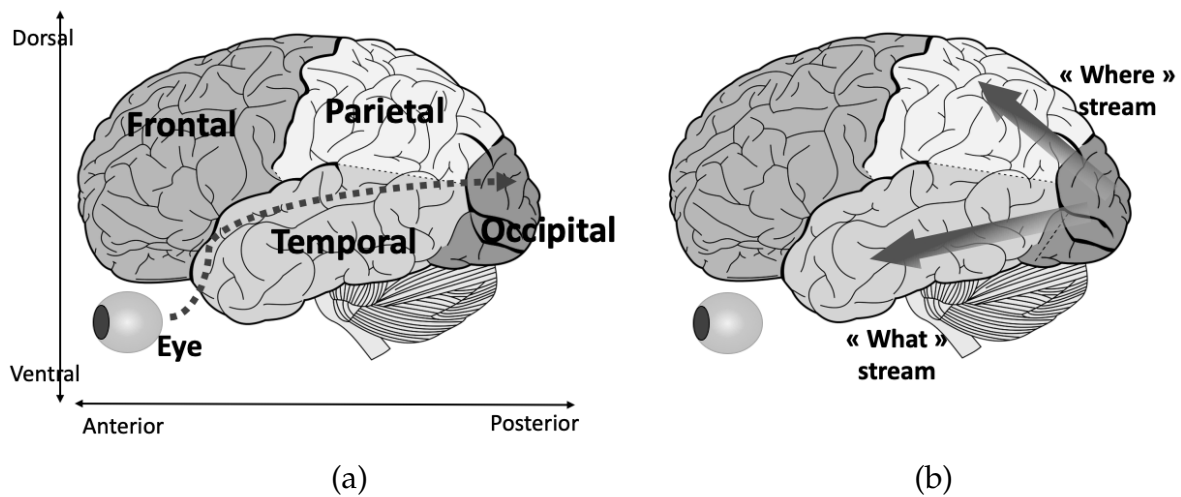 Dorsal
Frontal
Parietal
Temporal
Occipital
Eye
Ventral
Anterior
Posterior
(a)
« Where »
stream
« What »
stream
(b)